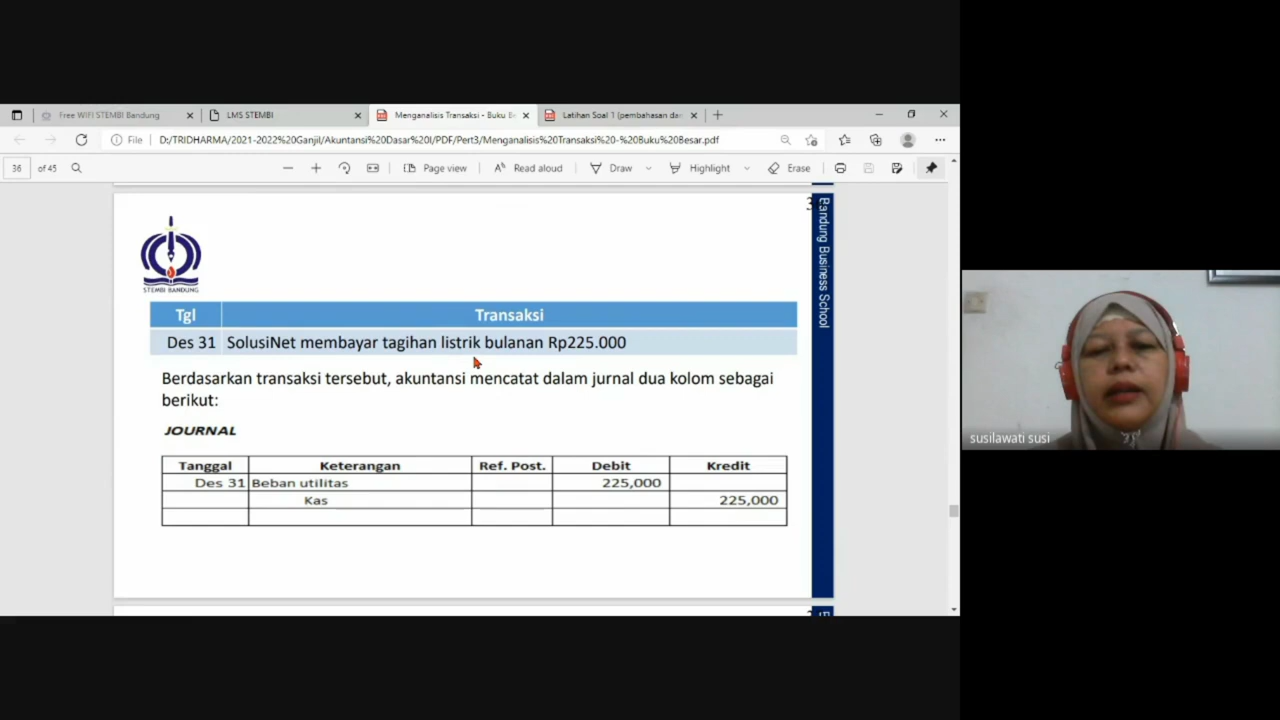 Free WIFI STEMBI Bandung
LMS STEMBI
Menganalisis Transaksi - Buku B
Latihan Soal 1 (pembahasan da
File
D:/TRIDHARMA/2021-2022%20Ganjil/Akuntansi%20Dasar%20I/PDF/Pert3/Menganalisis%20Transaksi%20-%20Buku%20Besar.pdf
36 of 45
Page view
Read aloud
Draw
Highlight
Erase
3
Bandung Business School
STEMBI BANDUNG
Tgl Transaksi
Des 31 SolusiNet membayar tagihan listrik bulanan Rp225.000
Berdasarkan transaksi tersebut, akuntansi mencatat dalam jurnal dua kolom sebagai
berikut:
JOURNAL
Tanggal Keterangan Ref. Post. Debit Kredit
Des 31 Beban utilitas 225,000
Kas 225,000
susilawati susi